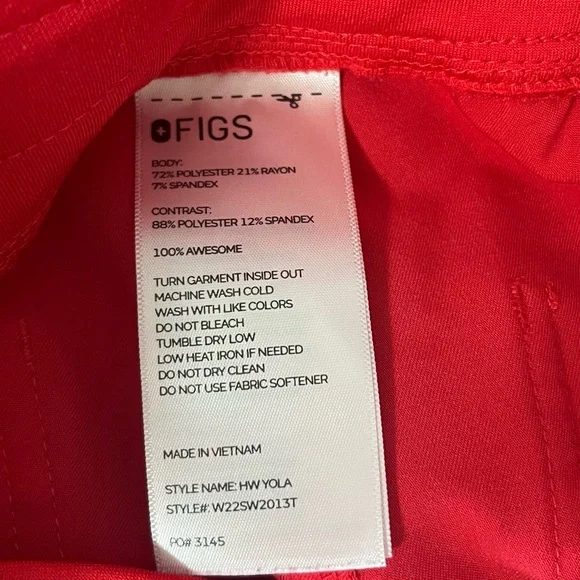 FIGS
BODY:
72% POLYESTER 21% RAYON
7% SPANDEX
CONTRAST:
88% POLYESTER 12% SPANDEX
100% AWESOME
TURN GARMENT INSIDE OUT
MACHINE WASH COLD
WASH WITH LIKE COLORS
DO NOT BLEACH
TUMBLE DRY LOW
LOW HEAT IRON IF NEEDED
DO NOT DRY CLEAN
DO NOT USE FABRIC SOFTENER
MADE IN VIETNAM
STYLE NAME: HW YOLA
STYLE#: W22SW2013T
PO# 3145